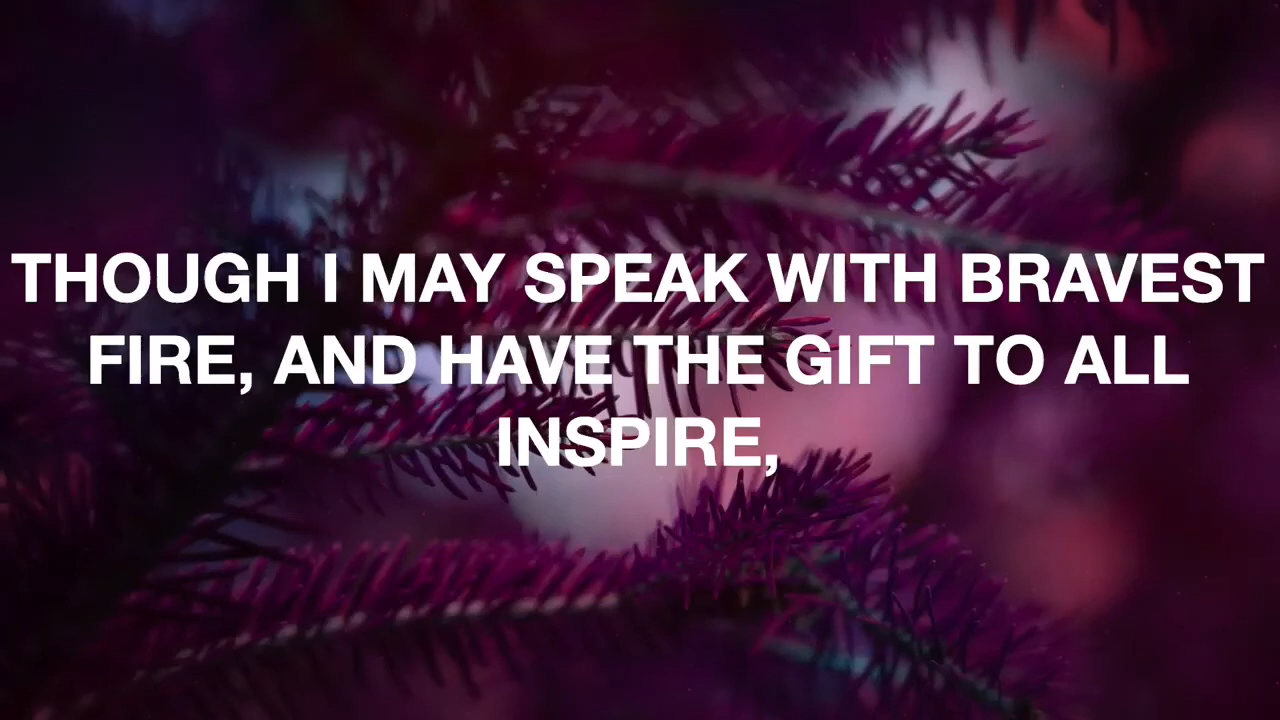 THOUGH I MAY SPEAK WITH BRAVEST
FIRE, AND HAVE THE GIFT TO ALL
INSPIRE,